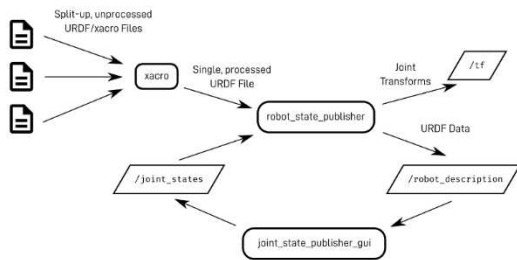 Split-up, unprocessed
URDF/xacro Files
xacro
Single, processed
URDF File
Joint
Transforms
/tf
robot_state_publisher
URDF Data
/joint_states
/robot_description
joint_state_publisher_gui